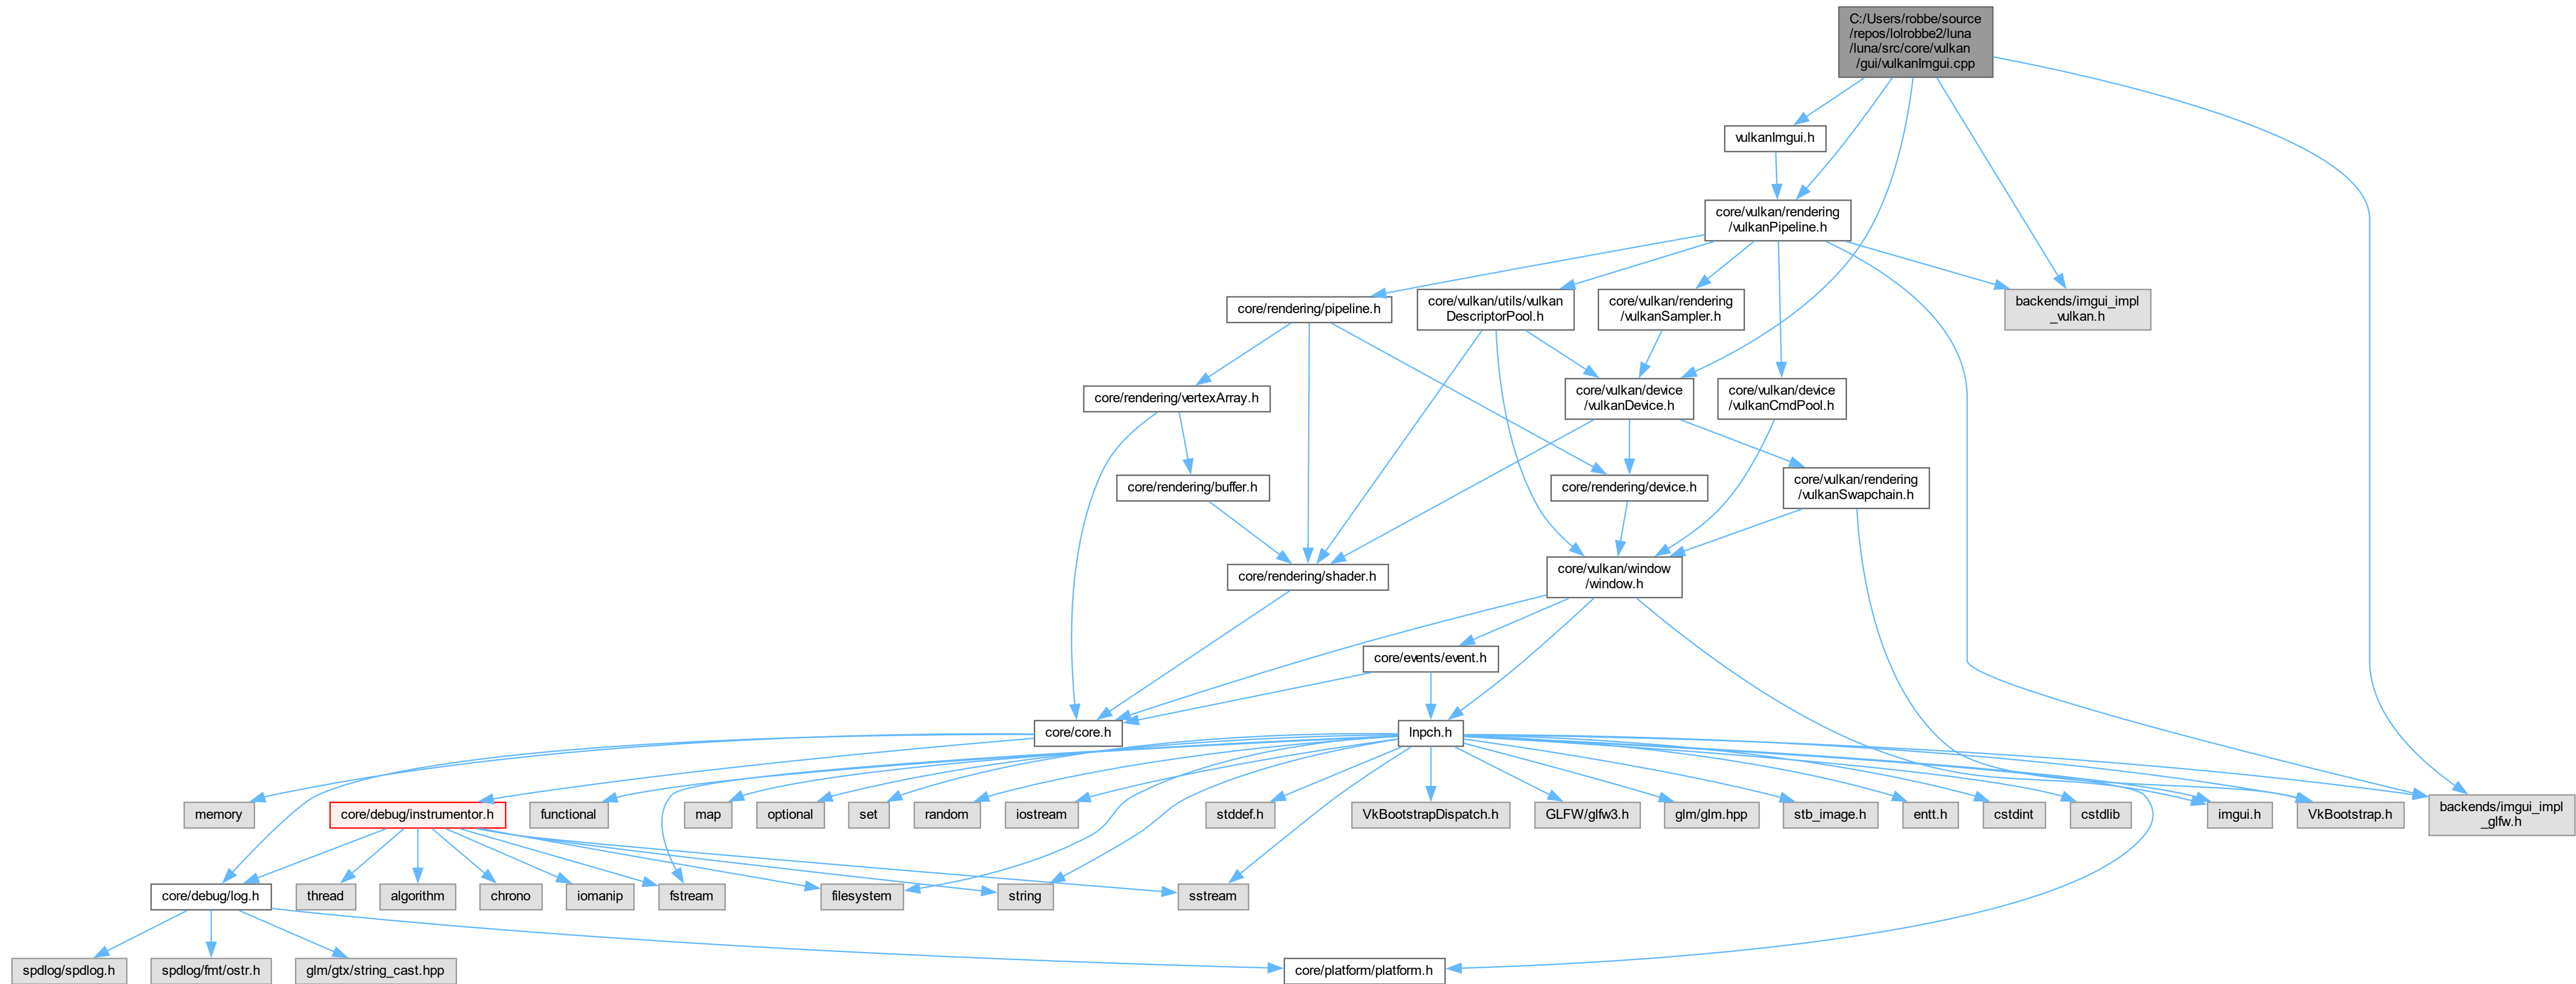 C:/Users/robbe/source
/repos/lolrobbe2/luna
/luna/src/core/vulkan
/gui/vulkanImgui.cpp
vulkanImgui.h
core/vulkan/rendering
/vulkanPipeline.h
core/rendering/pipeline.h
core/vulkan/utils/vulkan
DescriptorPool.h
core/vulkan/rendering
/vulkanSampler.h
backends/imgui_impl
_vulkan.h
core/rendering/vertexArray.h
core/vulkan/device
/vulkanDevice.h
core/vulkan/device
/vulkanCmdPool.h
core/rendering/buffer.h
core/rendering/device.h
core/vulkan/rendering
/vulkanSwapchain.h
core/rendering/shader.h
core/vulkan/window
/window.h
core/events/event.h
core/core.h
lnpch.h
memory
core/debug/instrumentor.h
functional
map
optional
set
random
iostream
stddef.h
VkBootstrapDispatch.h
GLFW/glfw3.h
glm/glm.hpp
stb_image.h
entt.h
cstdint
cstdlib
imgui.h
VkBootstrap.h
backends/imgui_impl
_glfw.h
core/debug/log.h
thread
algorithm
chrono
iomanip
fstream
filesystem
string
sstream
spdlog/spdlog.h
spdlog/fmt/ostr.h
glm/gtx/string_cast.hpp
core/platform/platform.h